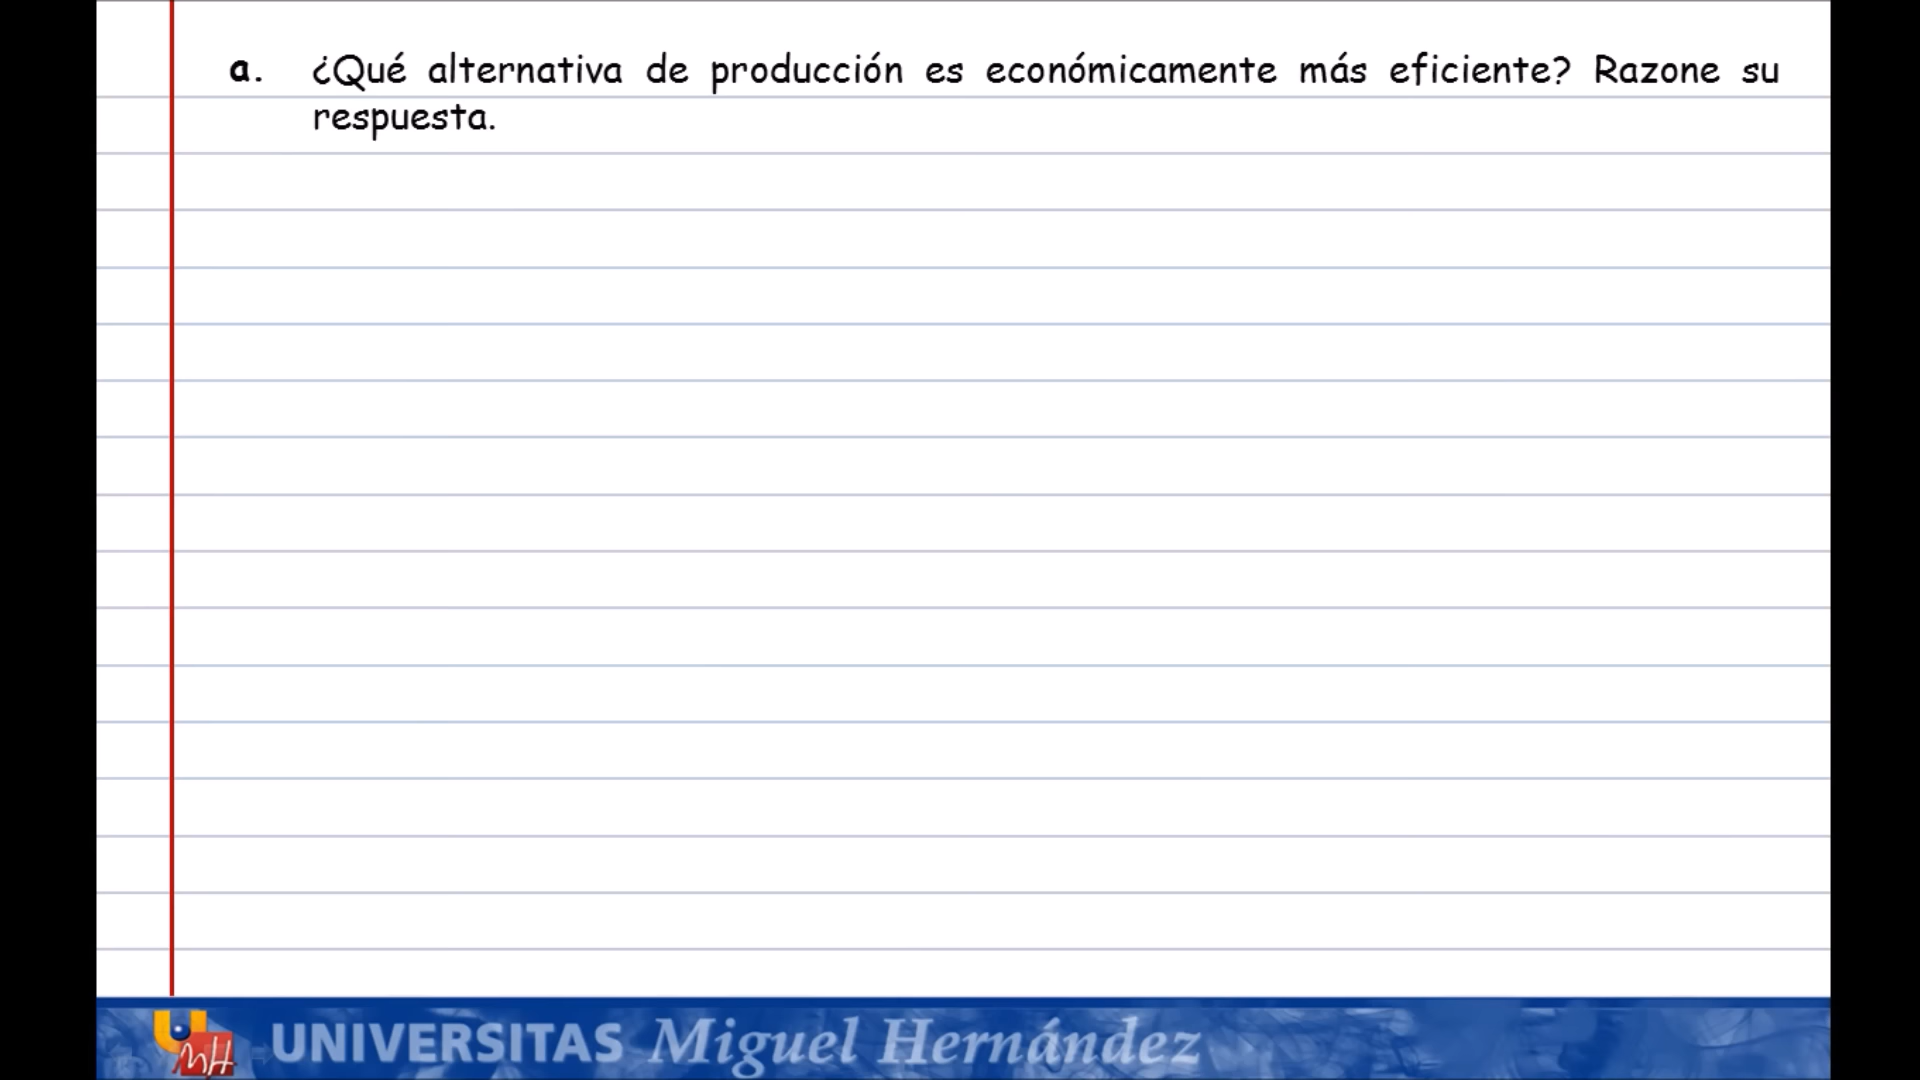 a. ¿Qué alternativa de producción es económicamente más eficiente? Razone su
respuesta.
UNIVERSITAS Miguel Hernández